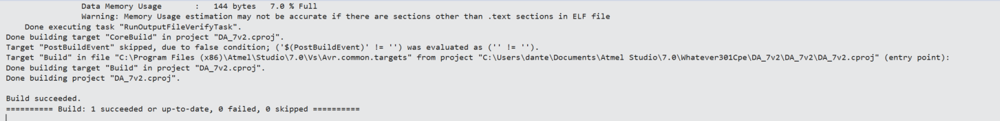 Data Memory Usage : 144 bytes 7.0 % Full
Warning: Memory Usage estimation may not be accurate if there are sections other than .text sections in ELF file
Done executing task "RunOutputFileVerifyTask".
Done building target "CoreBuild" in project "DA_7v2.cproj".
Target "PostBuildEvent" skipped, due to false condition; ('$(PostBuildEvent)' != '') was evaluated as ('' != '').
Target "Build" in file "C:\Program Files (x86)\Atmel\Studio\7.0\Vs\Avr.common.targets" from project "C:\Users\dante\Documents\Atmel Studio\7.0\Whatever301Cpe\DA_7v2\DA_7v2\DA_7v2.cproj" (entry point):
Done building target "Build" in project "DA_7v2.cproj".
Done building project "DA_7v2.cproj".
Build succeeded.
========== Build: 1 succeeded or up-to-date, 0 failed, 0 skipped ==========